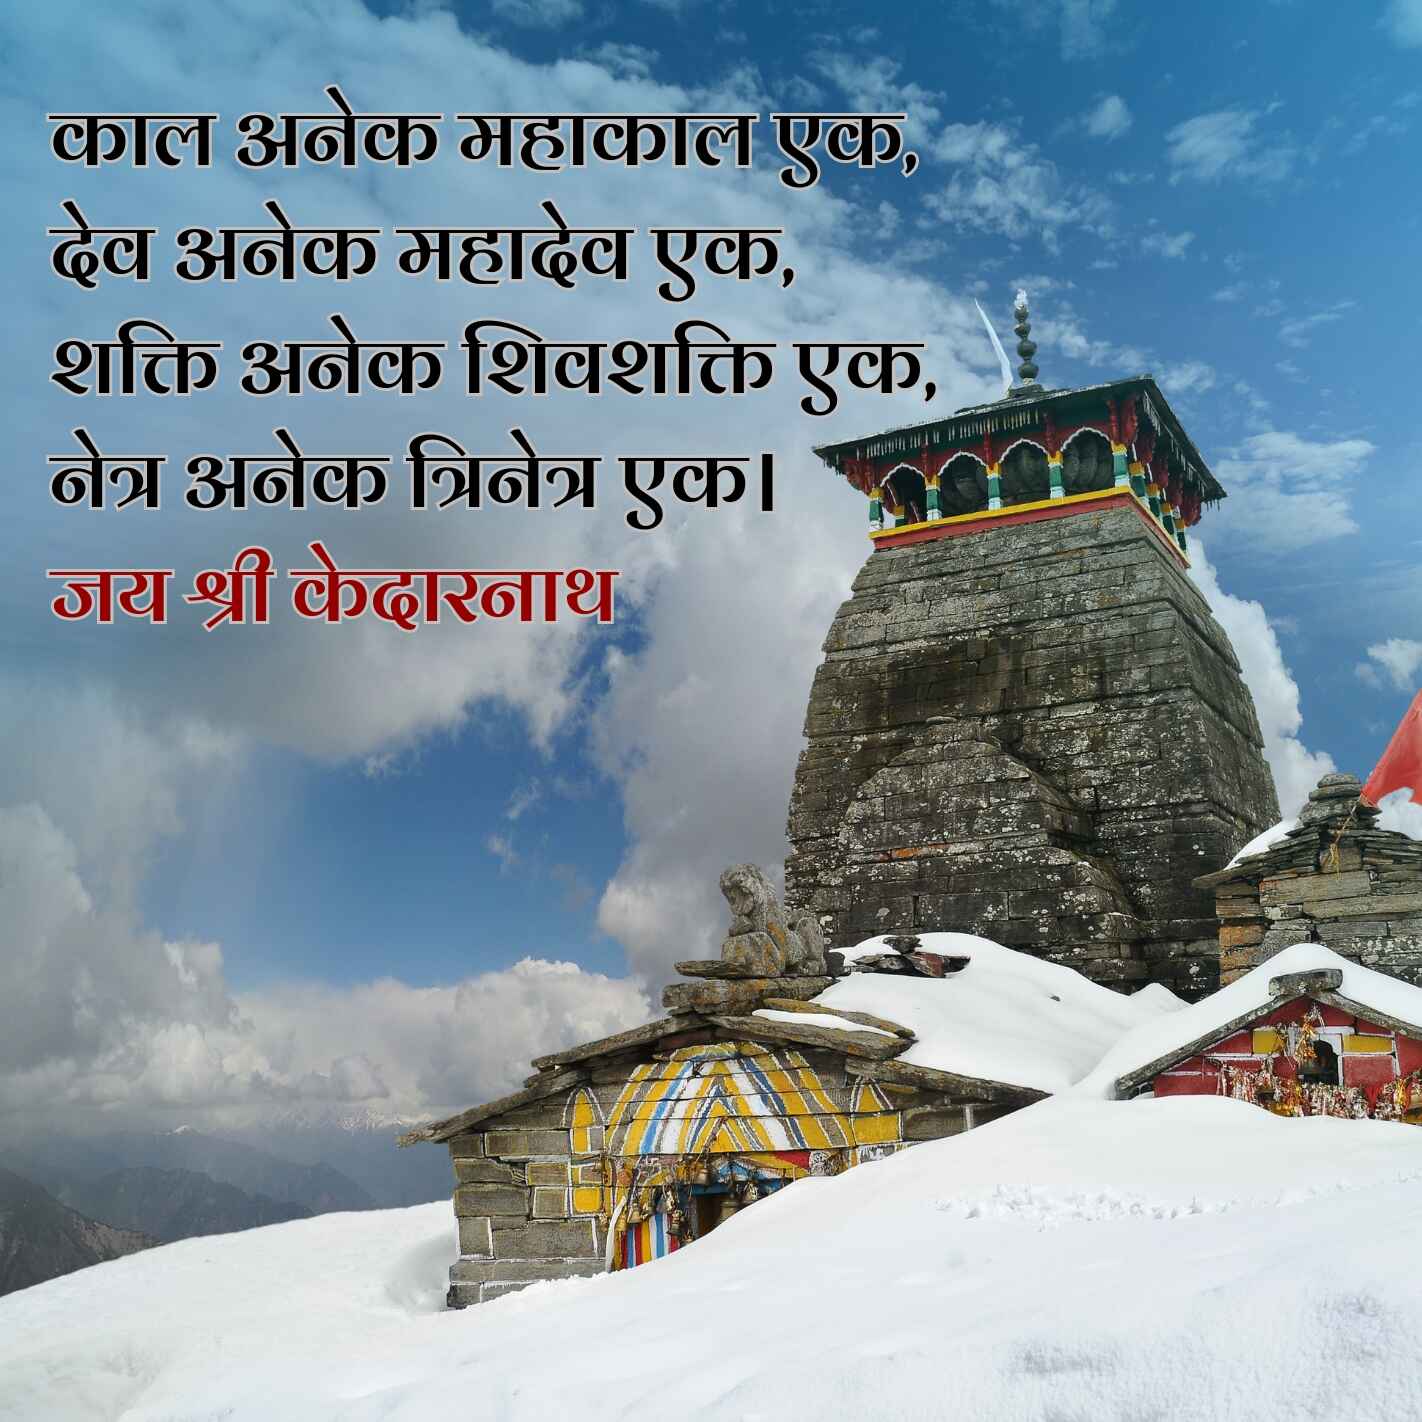 काल अनेक महाकाल एक,
देव अनेक महादेव एक,
शक्ति अनेक शिवशक्ति एक,
नेत्र अनेक त्रिनेत्र एक।
जय श्री केदारनाथ